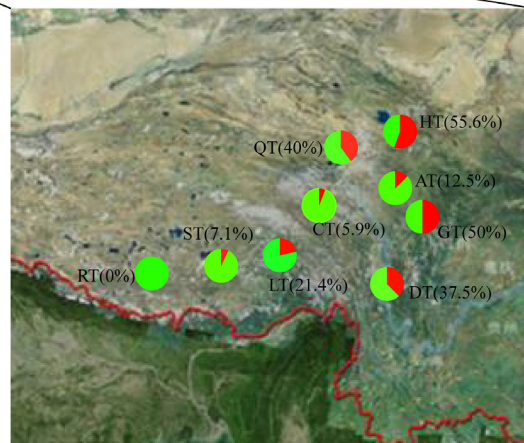 HT(55.6%)
QT(40%)
AT(12.5%)
CT(5.9%)
GT(50%)
ST(7.1%)
RT(0%)
LT(21.4%)
DT(37.5%)